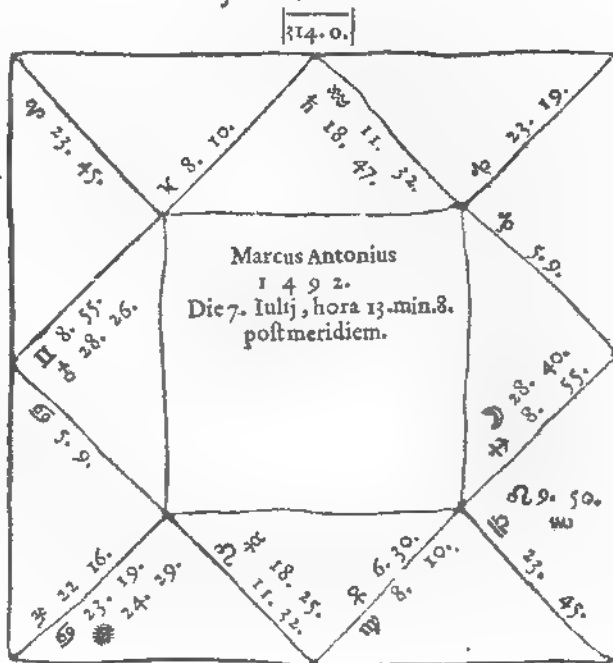 314. 0.
♒ 11. 32.
♄ 18. 47.
♑ 23. 19.
♈ 23. 45.
♓ 8. 10.
♑ 5. 9.
Marcus Antonius
1 4 9 2.
Die 7. Iulij, hora 13. min. 8.
post meridiem.
♊ 8. 55.
28. 26.
♋ 5. 9.
☽ 28. 40.
♐ 8. 55.
♌ 9. 50.
♎ 23. 45.
22 16.
♋ 23. 19.
☀ 24. 29.
♌ 11. 32.
18. 25.
6. 30.
♍ 8. 10.